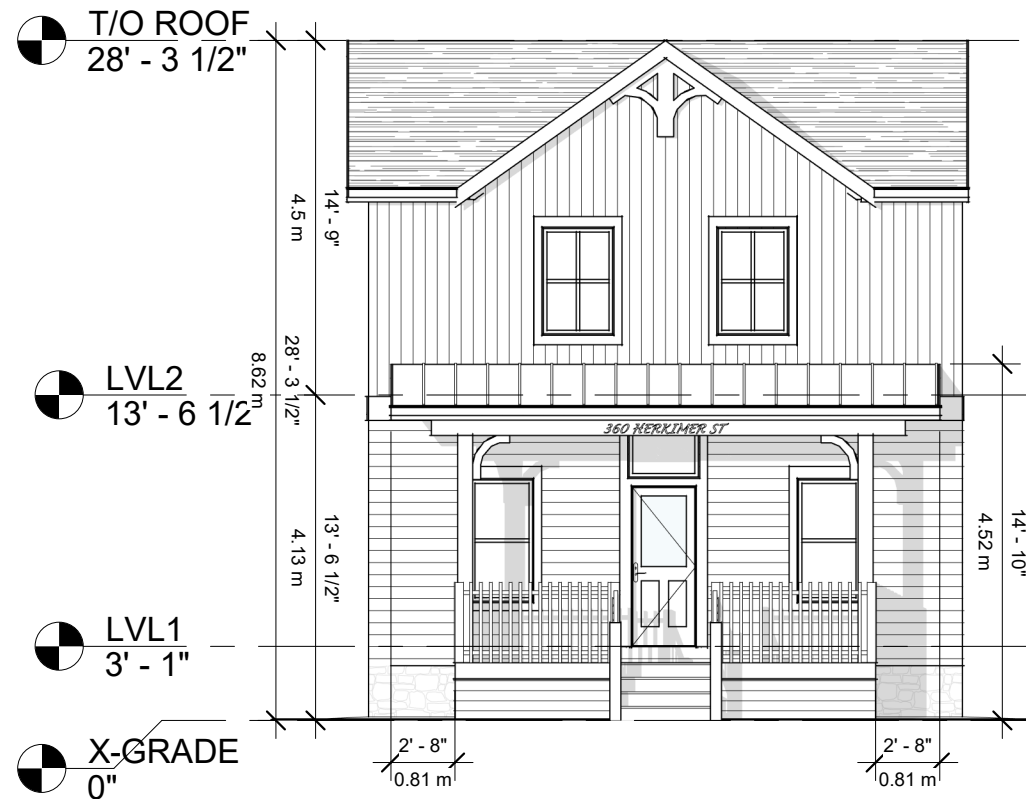 T/O ROOF
28' - 3 1/2"
14' - 9"
4.5 m
28' - 3 1/2"
8.62 m
LVL2
13' - 6 1/2
360 HERKIMER ST
13' - 6 1/2"
4.13 m
14' - 10"
4.52 m
LVL1
3' - 1"
X-GRADE
0"
2' - 8"
0.81 m
2' - 8"
0.81 m